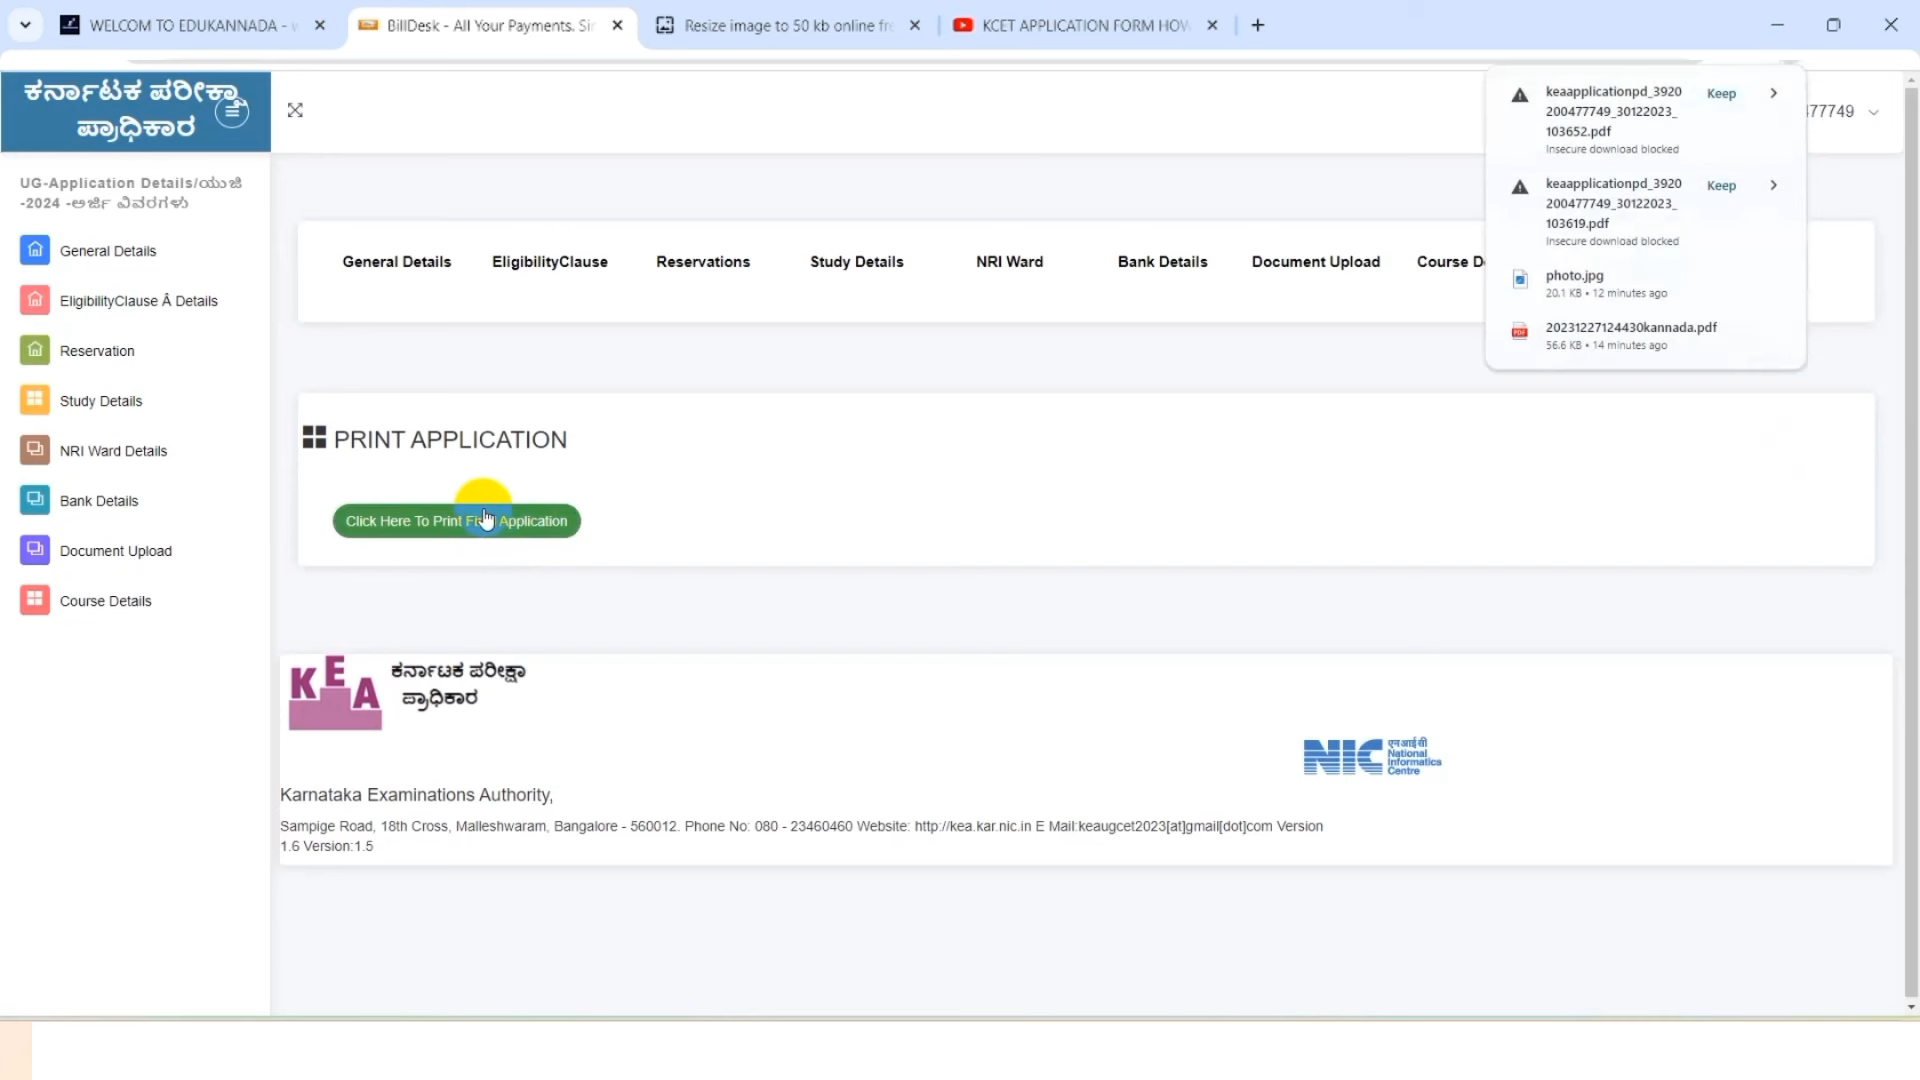 WELCOM TO EDUKANNADA -
BillDesk - All Your Payments. Sin
Resize image to 50 kb online fre
KCET APPLICATION FORM HOW
ಕರ್ನಾಟಕ ಪರೀಕ್ಷಾ
ಪ್ರಾಧಿಕಾರ
477749
keaapplicationpd_3920
200477749_30122023_
103652.pdf
Keep
Insecure download blocked
keaapplicationpd_3920
200477749_30122023_
103619.pdf
Keep
Insecure download blocked
photo.jpg
20.1 KB • 12 minutes ago
20231227124430kannada.pdf
56.6 KB • 14 minutes ago
UG-Application Details/ಯುಜಿ
-2024 -ಅರ್ಜಿ ವಿವರಗಳು
General Details
EligibilityClause Â Details
Reservation
Study Details
NRI Ward Details
Bank Details
Document Upload
Course Details
General Details EligibilityClause Reservations Study Details NRI Ward Bank Details Document Upload Course De
PRINT APPLICATION
Click Here To Print Application
KEA
ಕರ್ನಾಟಕ ಪರೀಕ್ಷಾ
ಪ್ರಾಧಿಕಾರ
NIC
एनआईसी
National
Informatics
Centre
Karnataka Examinations Authority,
Sampige Road, 18th Cross, Malleshwaram, Bangalore - 560012. Phone No: 080 - 23460460 Website: http://kea.kar.nic.in E Mail:keaugcet2023[at]gmail[dot]com Version
1.6 Version:1.5